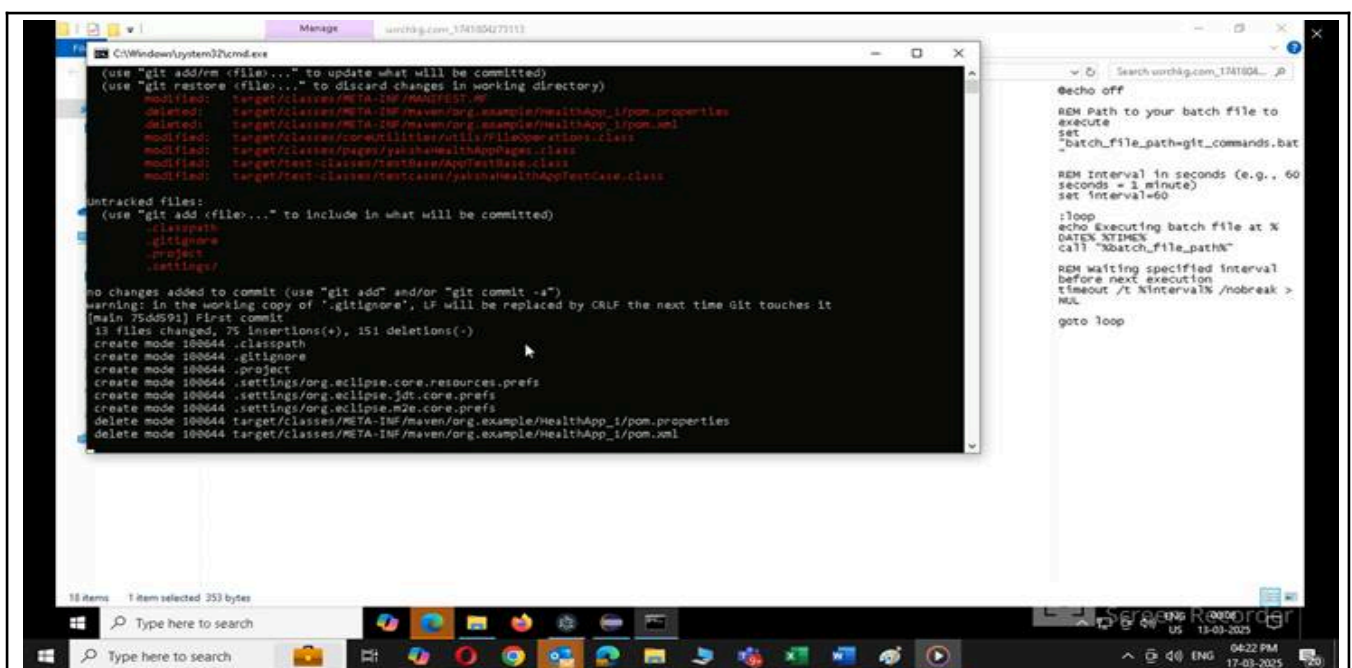 Manage
C:\Windows\system32\cmd.exe
(use "git add/rm <file>..." to update what will be committed)
(use "git restore <file>..." to discard changes in working directory)
modified: target/classes/META-INF/MANIFEST.MF
deleted: target/classes/META-INF/maven/org.example/HealthApp_1/pom.properties
deleted: target/classes/META-INF/maven/org.example/HealthApp_1/pom.xml
modified: target/classes/coreUtilities/utils/FileOperations.class
modified: target/classes/pages/yakshaHealthAppPages.class
modified: target/test-classes/testBase/AppTestBase.class
modified: target/test-classes/testcases/yakshaHealthAppTestCase.class
Untracked files:
(use "git add <file>..." to include in what will be committed)
.classpath
.gitignore
.project
.settings/
no changes added to commit (use "git add" and/or "git commit -a")
warning: in the working copy of '.gitignore', LF will be replaced by CRLF the next time Git touches it
[main 75dd591] First commit
13 files changed, 75 insertions(+), 151 deletions(-)
create mode 100644 .classpath
create mode 100644 .gitignore
create mode 100644 .project
create mode 100644 .settings/org.eclipse.core.resources.prefs
create mode 100644 .settings/org.eclipse.jdt.core.prefs
create mode 100644 .settings/org.eclipse.m2e.core.prefs
delete mode 100644 target/classes/META-INF/maven/org.example/HealthApp_1/pom.properties
delete mode 100644 target/classes/META-INF/maven/org.example/HealthApp_1/pom.xml
@echo off
REM Path to your batch file to
execute
set
"batch_file_path=git_commands.bat
"
REM Interval in seconds (e.g., 60
seconds = 1 minute)
set interval=60
:loop
echo Executing batch file at %
DATE% %TIME%
call "%batch_file_path%"
REM Waiting specified interval
before next execution
timeout /t %interval% /nobreak >
NUL
goto loop
18 items 1 item selected 353 bytes
Type here to search
Screen Recorder
ENG
US 13-03-2025
Type here to search
ENG 04:22 PM
17-03-2025